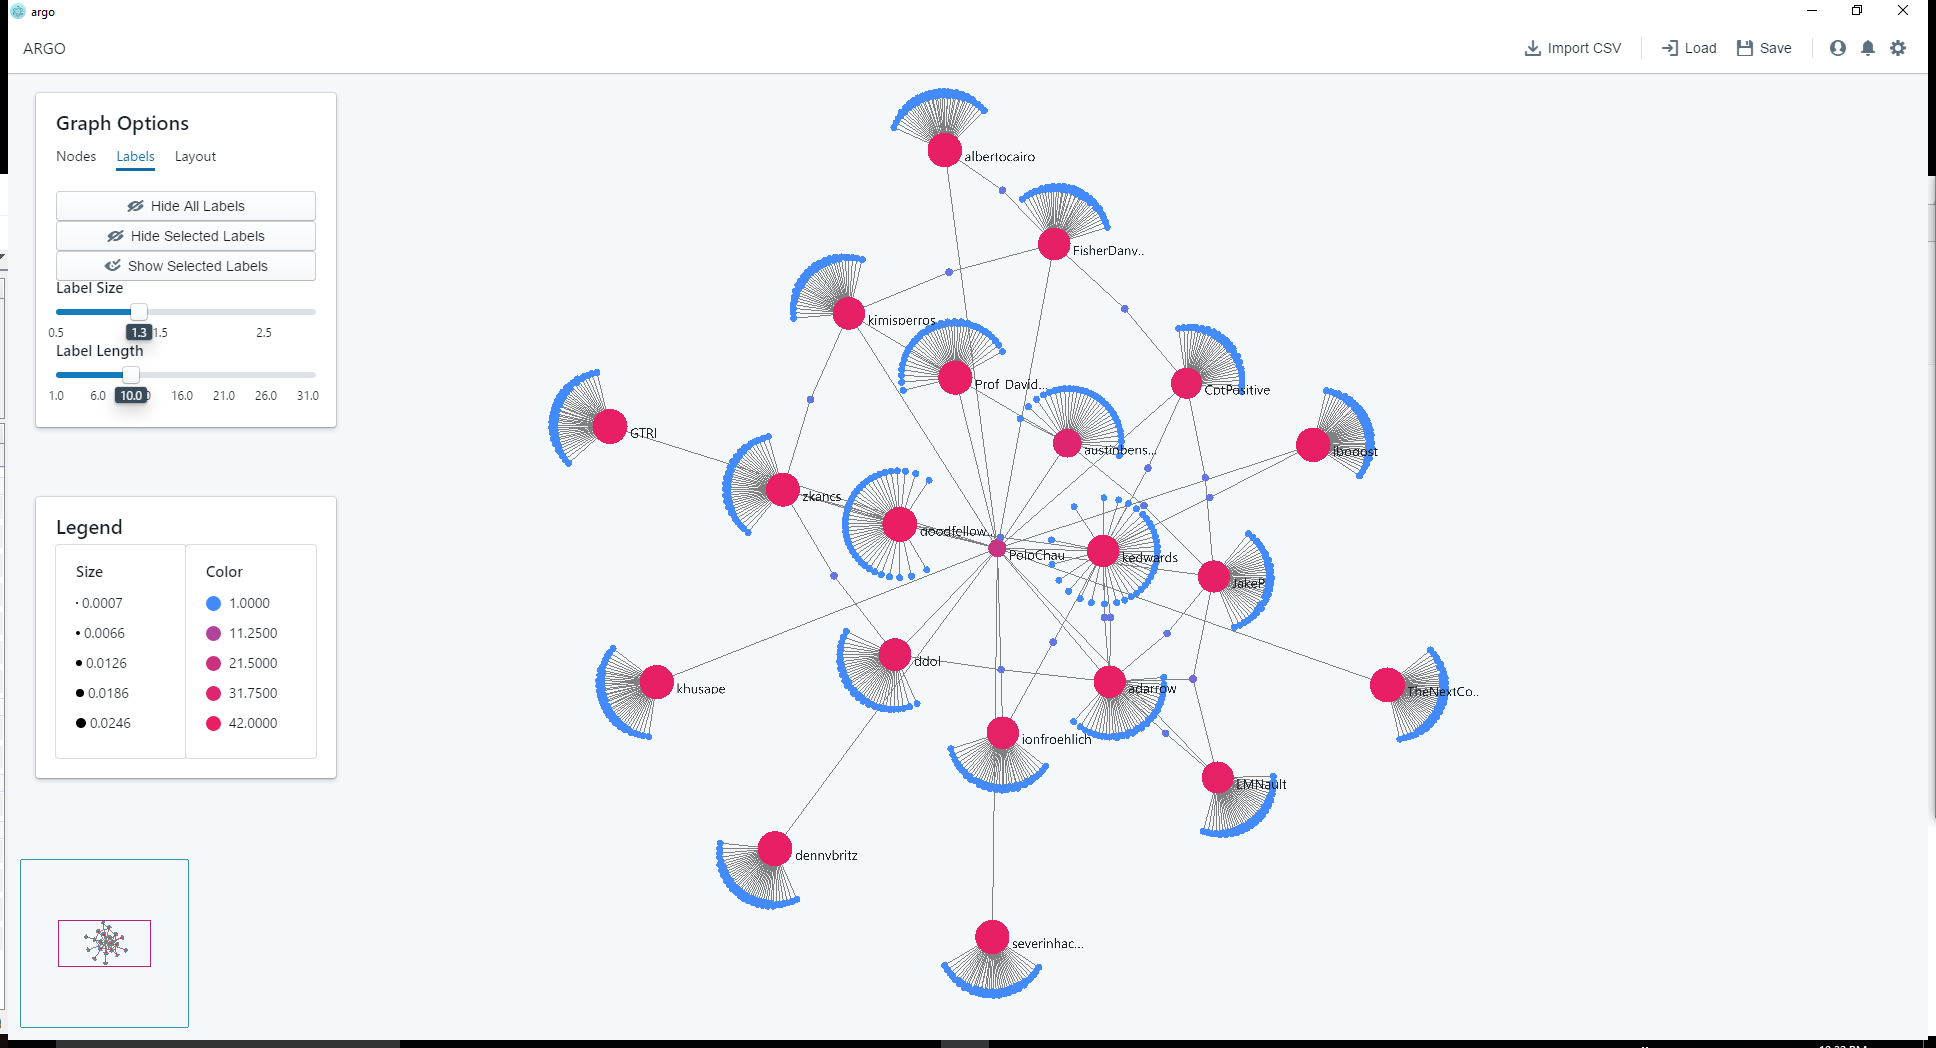 argo
ARGO
Import CSV
Load
Save
Graph Options
Nodes Labels Layout
Hide All Labels
Hide Selected Labels
Show Selected Labels
Label Size
0.5 1.3 1.5 2.5
Label Length
1.0 6.0 10.0 16.0 21.0 26.0 31.0
Legend
Size Color
0.0007 1.0000
0.0066 11.2500
0.0126 21.5000
0.0186 31.7500
0.0246 42.0000
albertocairo
FisherDany..
kimisperros
Prof_David...
CptPositive
GTRI
austinbens...
lbooost
zkancs
goodfellow...
PoloChau
kedwards
JakeP
khusape
ddol
adarrow
TheNextCo..
jonfroehlich
LMNault
dennybritz
severinhac...